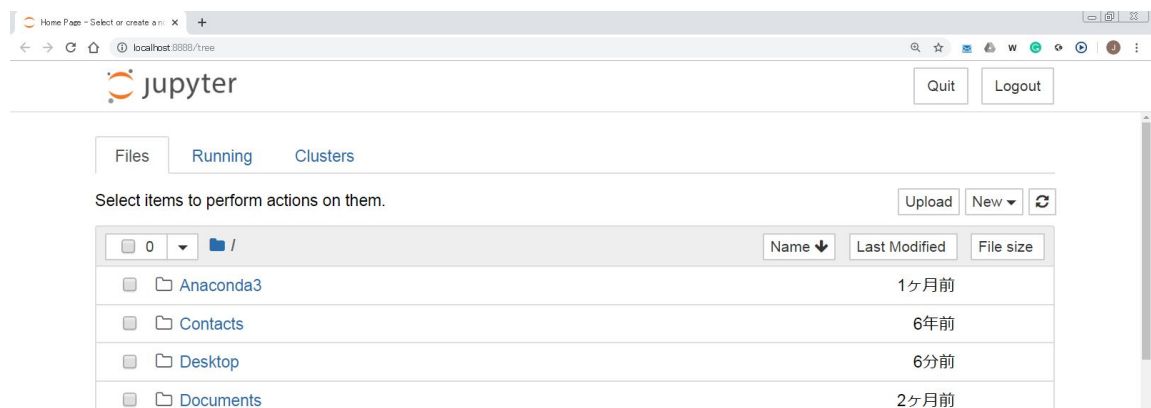 Home Page - Select or create a n
localhost:8888/tree
W
J
jupyter
Quit
Logout
Files
Running
Clusters
Select items to perform actions on them.
Upload
New
0
/
Name
Last Modified
File size
Anaconda3
1ヶ月前
Contacts
6年前
Desktop
6分前
Documents
2ヶ月前